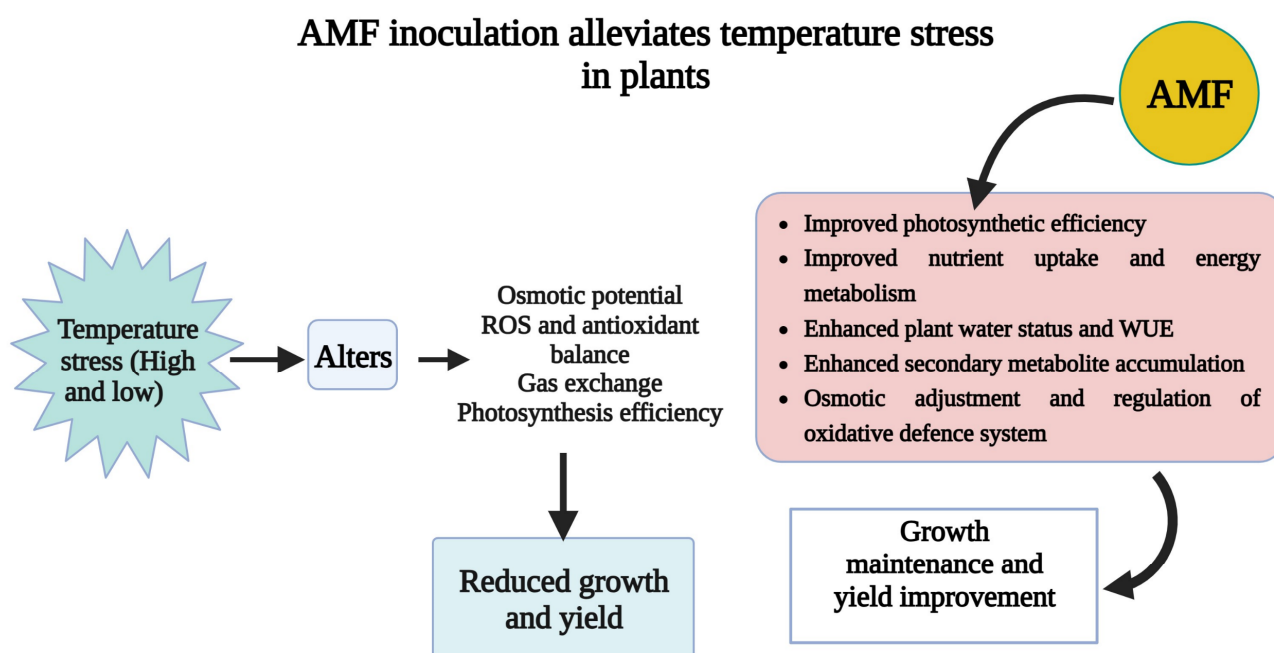 AMF inoculation alleviates temperature stress
in plants
AMF
Temperature
stress (High
and low)
Alters
Osmotic potential
ROS and antioxidant
balance
Gas exchange
Photosynthesis efficiency
Reduced growth
and yield
• Improved photosynthetic efficiency
• Improved nutrient uptake and energy
metabolism
• Enhanced plant water status and WUE
• Enhanced secondary metabolite accumulation
• Osmotic adjustment and regulation of
oxidative defence system
Growth
maintenance and
yield improvement